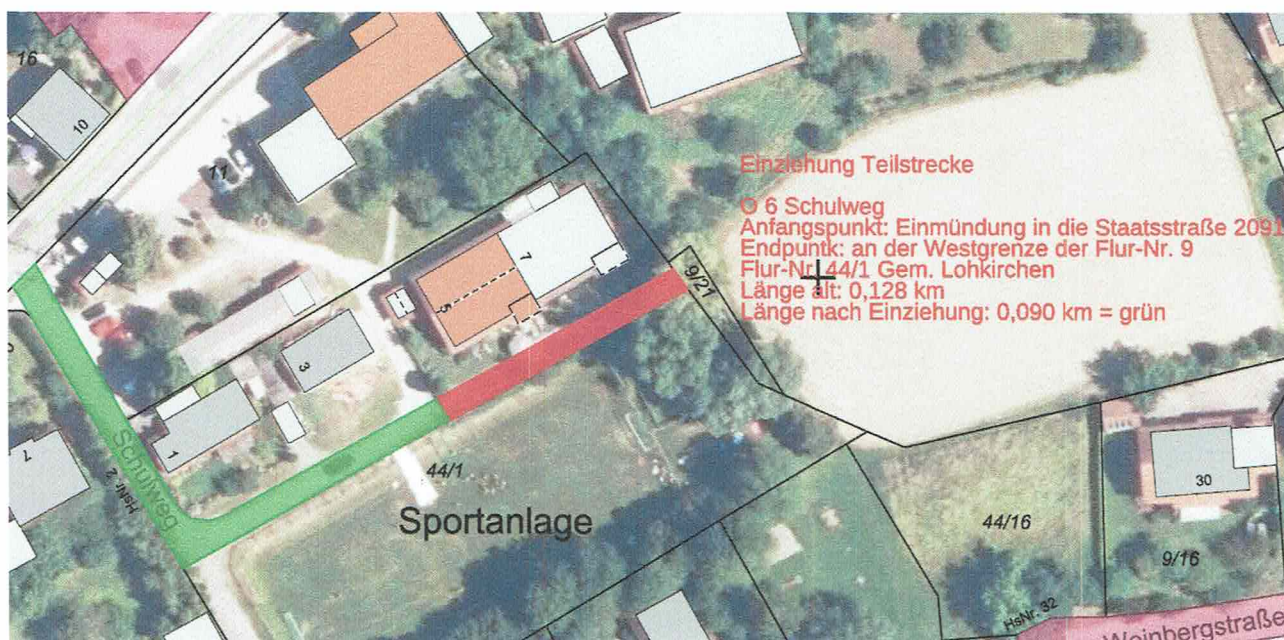 16
10
11
Einziehung Teilstrecke
O 6 Schulweg
Anfangspunkt: Einmündung in die Staatsstraße 2091
Endpuntk: an der Westgrenze der Flur-Nr. 9
Flur-Nr. 44/1 Gem. Lohkirchen
Länge alt: 0,128 km
Länge nach Einziehung: 0,090 km = grün
7
5
9/21
3
1
7
HsNr. 2
Schulweg
44/1
Sportanlage
30
44/16
9/16
HsNr. 32
Weinbergstraße